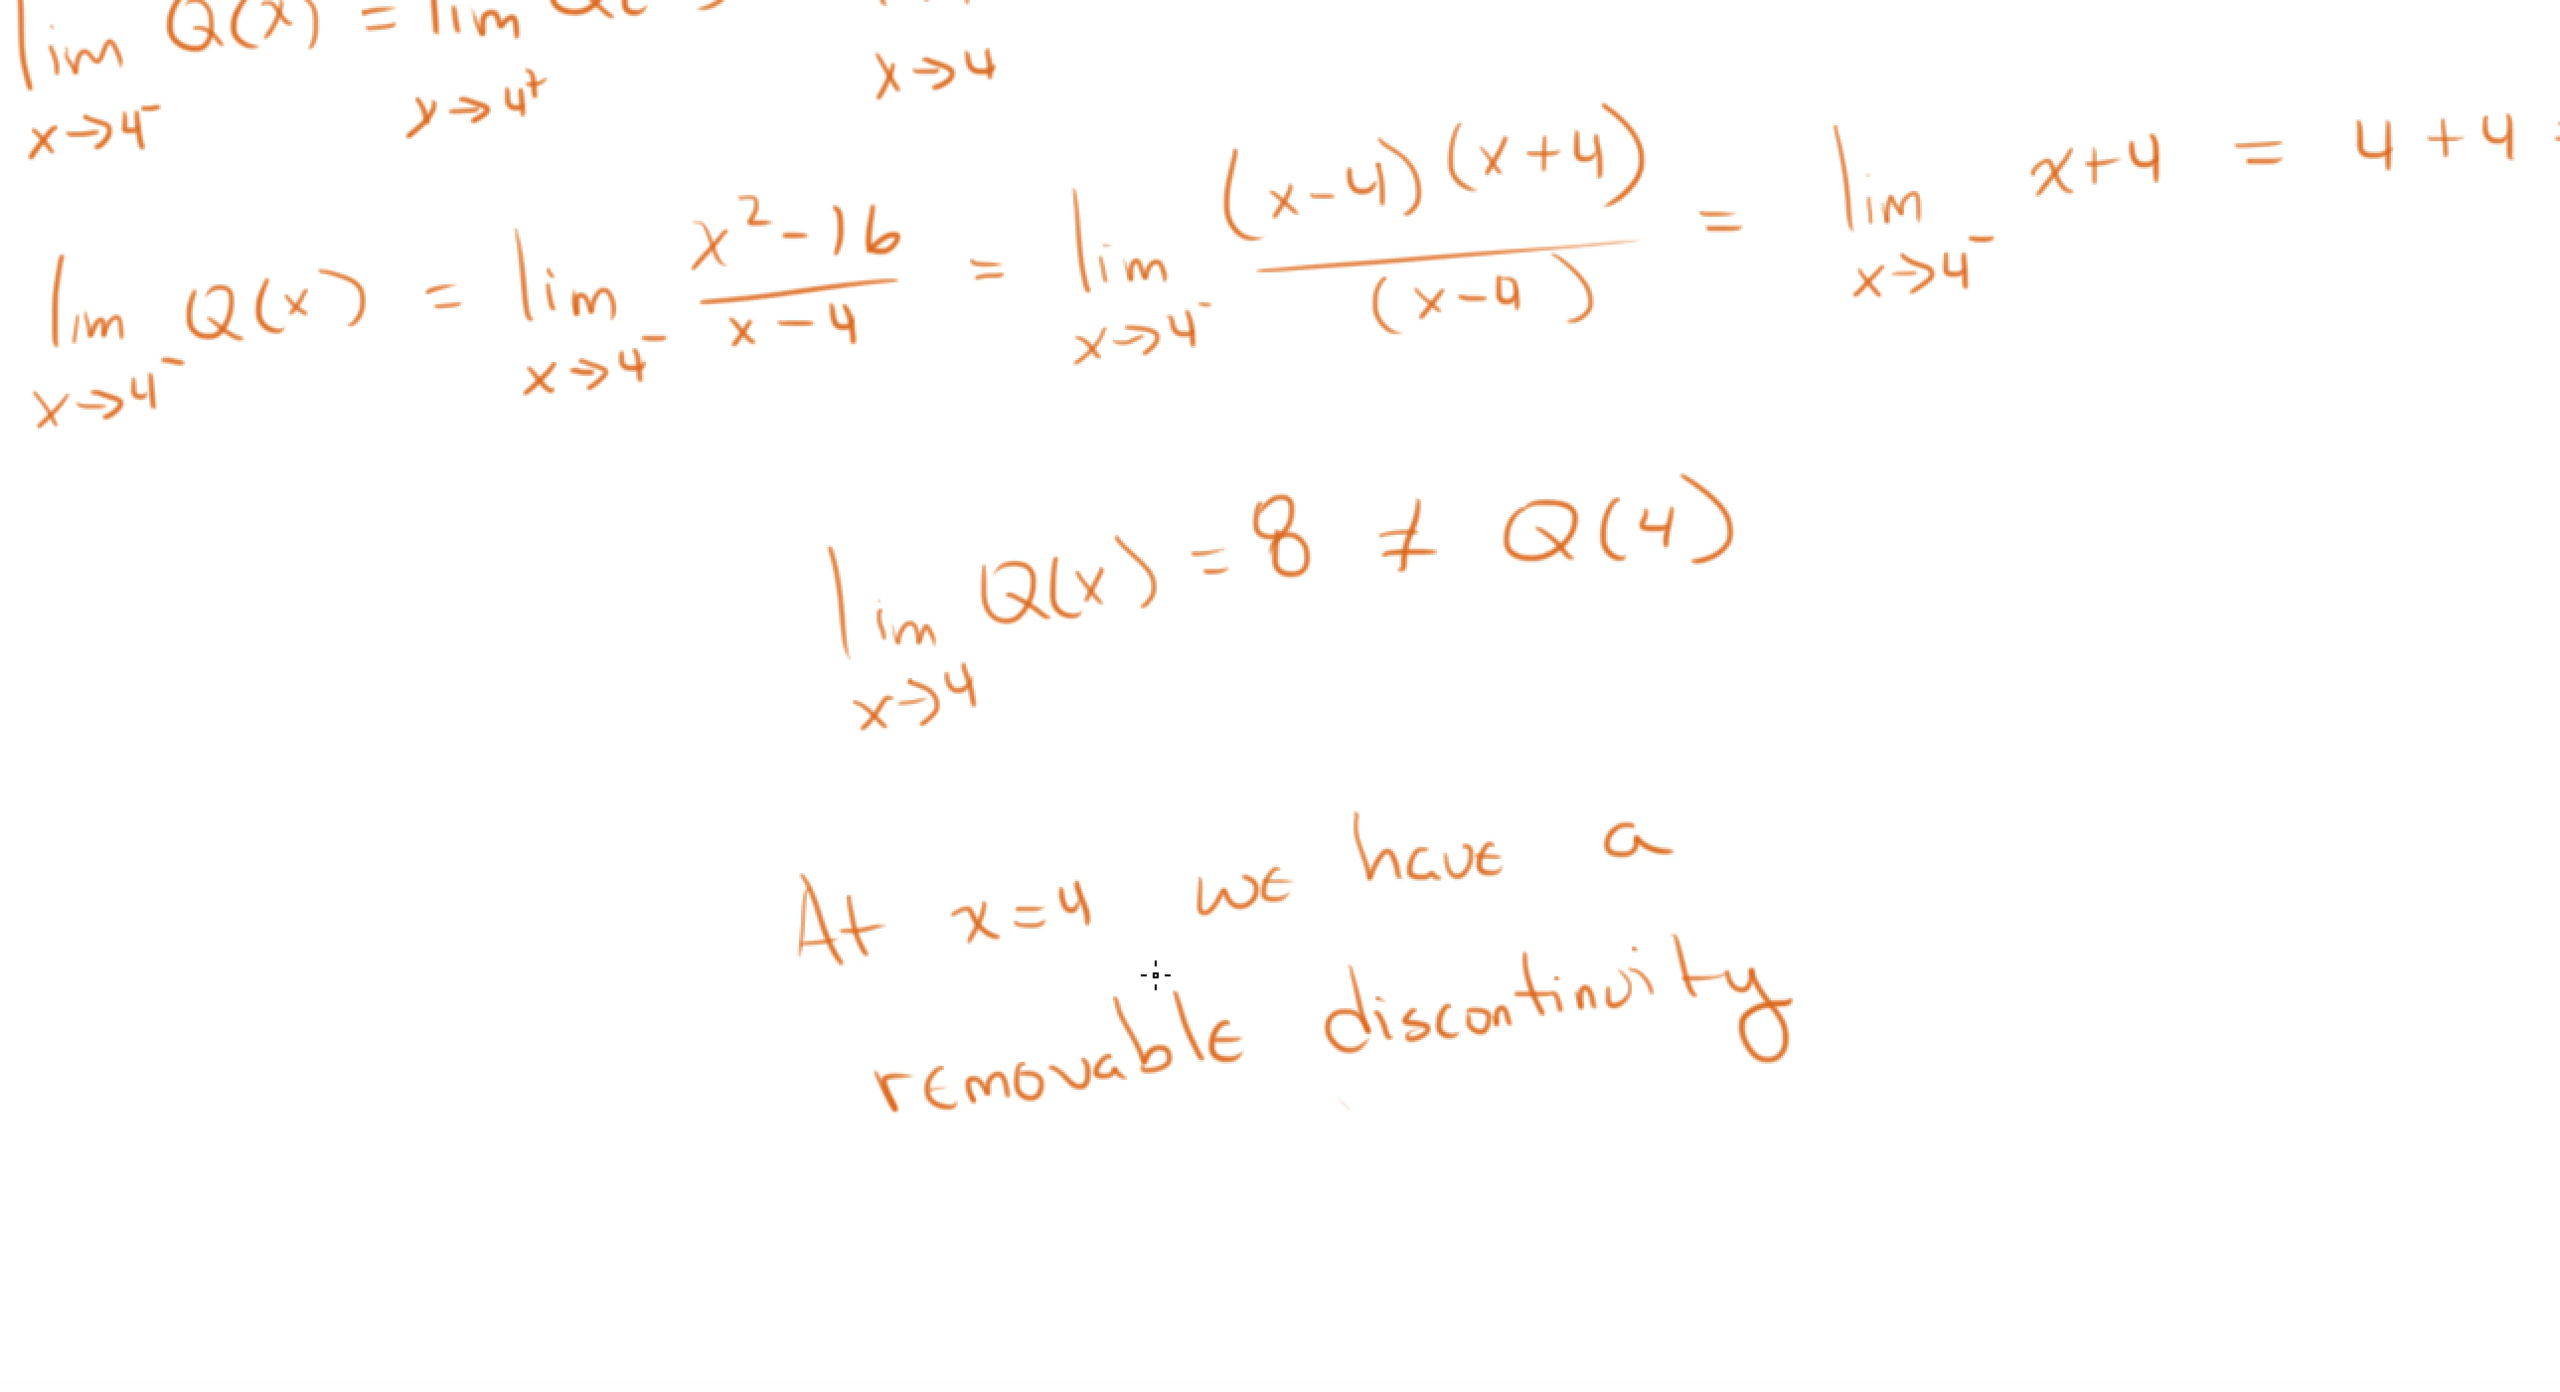 lim Q(x) = lim
x→4⁻ x→4⁺ x→4
lim Q(x) = lim x²-16 / x-4 = lim (x-4)(x+4) / (x-4) = lim x+4 = 4+4
x→4⁻ x→4⁻ x→4⁻ x→4⁻
lim Q(x) = 8 ≠ Q(4)
x→4
At x=4 we have a
removable discontinuity